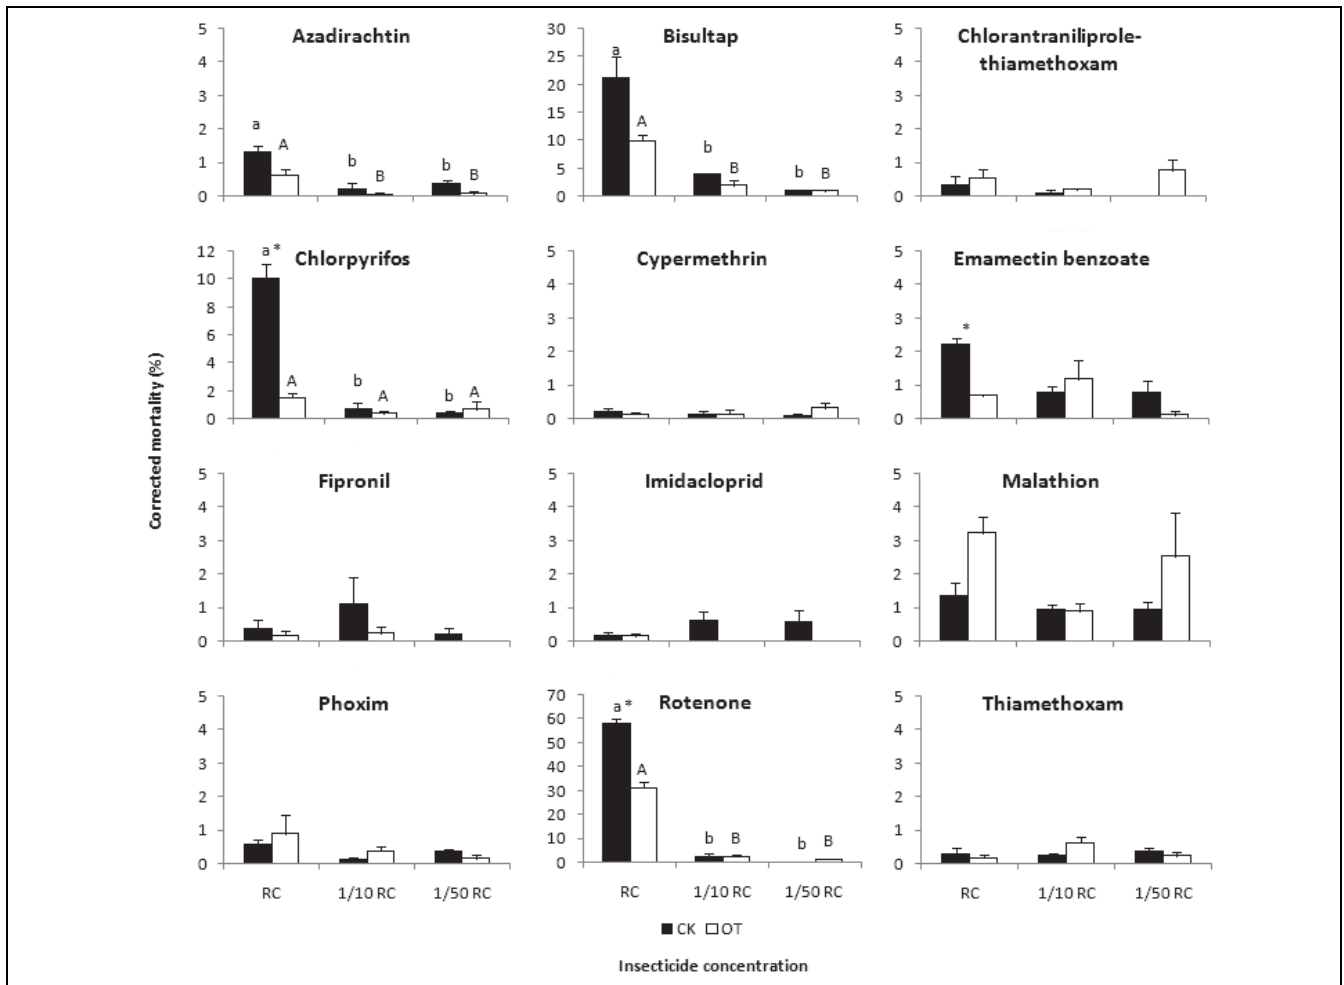 Azadirachtin
5
4
3
2
1
0
a
A
b
B
b
B
Bisultap
30
25
20
15
10
5
0
a
A
b
B
b
B
Chlorantraniliprole-
thiamethoxam
5
4
3
2
1
0
Chlorpyrifos
12
10
8
6
4
2
0
a *
A
b
A
b
A
Cypermethrin
5
4
3
2
1
0
Emamectin benzoate
5
4
3
2
1
0
*
Corrected mortality (%)
Fipronil
5
4
3
2
1
0
Imidacloprid
5
4
3
2
1
0
Malathion
5
4
3
2
1
0
Phoxim
5
4
3
2
1
0
RC 1/10 RC 1/50 RC
Rotenone
70
60
50
40
30
20
10
0
a *
A
b
B
b
B
RC 1/10 RC 1/50 RC
Thiamethoxam
5
4
3
2
1
0
RC 1/10 RC 1/50 RC
CK OT
Insecticide concentration